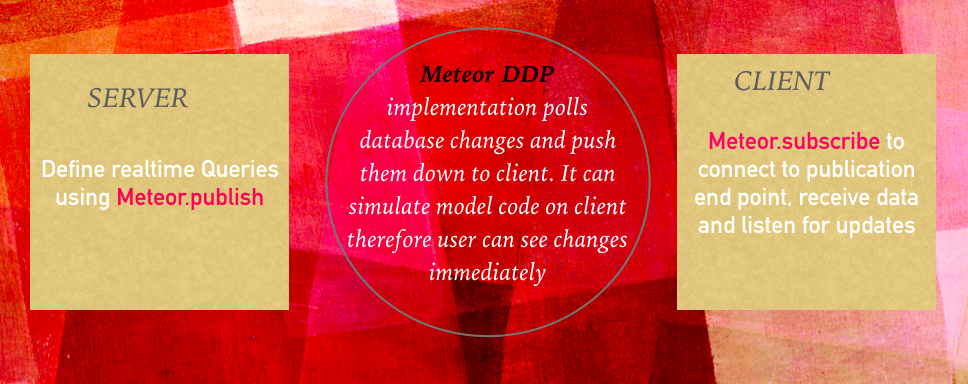 SERVER
Define realtime Queries
using Meteor.publish
Meteor DDP
implementation polls
database changes and push
them down to client. It can
simulate model code on client
therefore user can see changes
immediately
CLIENT
Meteor.subscribe to
connect to publication
end point, receive data
and listen for updates